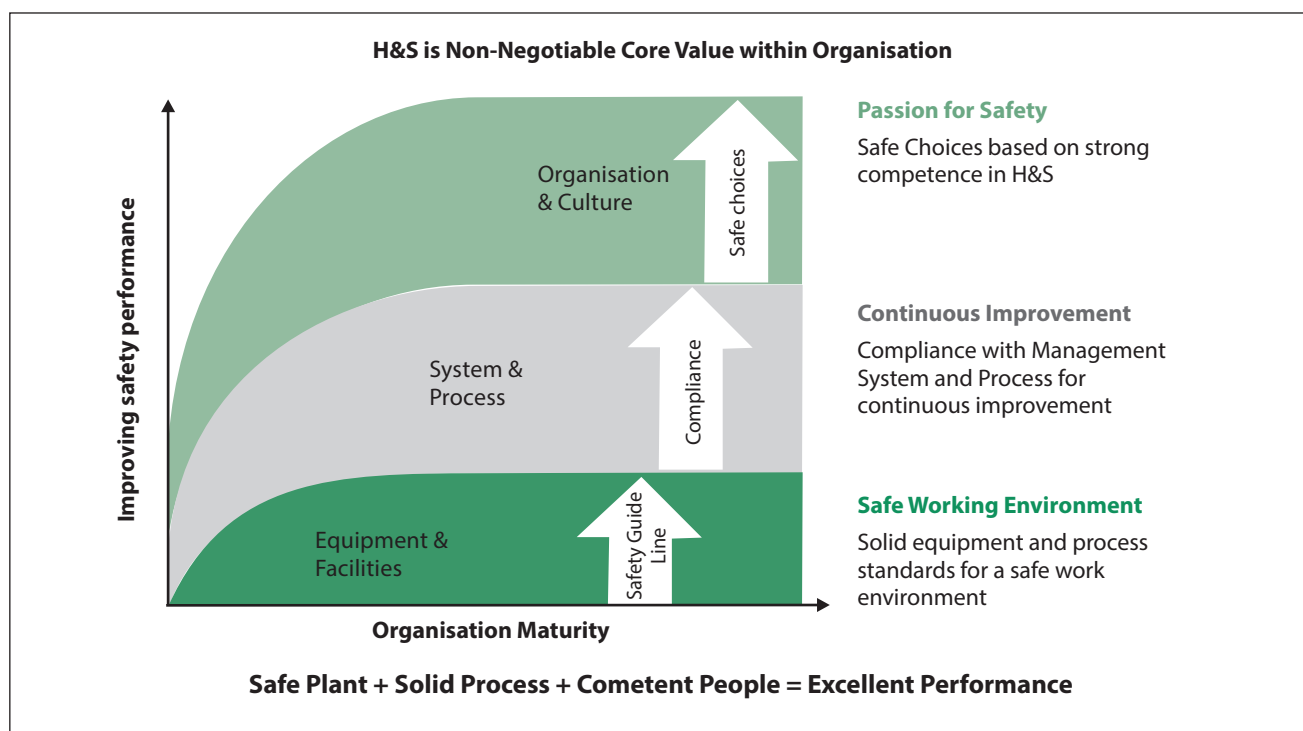 H&S is Non-Negotiable Core Value within Organisation
Improving safety performance
Organisation
& Culture
Safe choices
Passion for Safety
Safe Choices based on strong
competence in H&S
System &
Process
Compliance
Continuous Improvement
Compliance with Management
System and Process for
continuous improvement
Equipment &
Facilities
Safety Guide
Line
Safe Working Environment
Solid equipment and process
standards for a safe work
environment
Organisation Maturity
Safe Plant + Solid Process + Cometent People = Excellent Performance